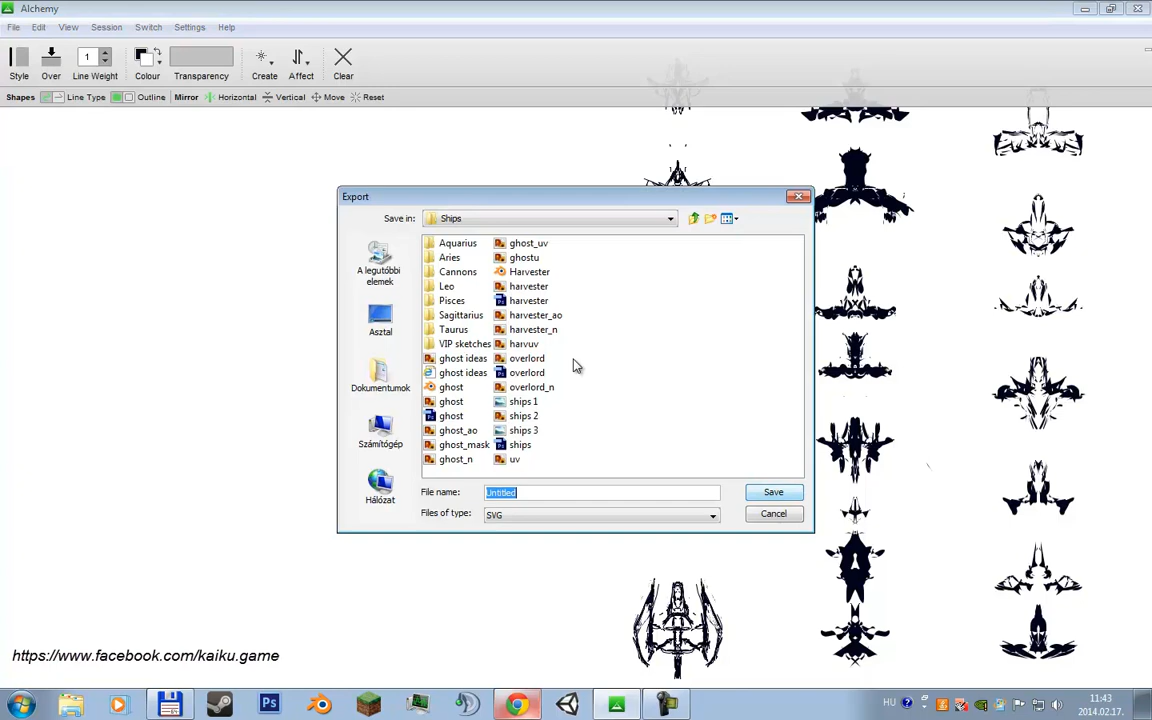 Alchemy
File Edit View Session Switch Settings Help
1
Style Over Line Weight Colour Transparency Create Affect Clear
Shapes Line Type Outline Mirror Horizontal Vertical Move Reset
Export
Save in: Ships
A legutóbbi elemek
Asztal
Dokumentumok
Számítógép
Hálózat
Aquarius
Aries
Cannons
Leo
Pisces
Sagittarius
Taurus
VIP sketches
ghost ideas
ghost ideas
ghost
ghost
ghost
ghost_ao
ghost_mask
ghost_n
ghost_uv
ghostu
Harvester
harvester
harvester
harvester_ao
harvester_n
harvuv
overlord
overlord
overlord_n
ships 1
ships 2
ships 3
ships
uv
File name: Untitled Save
Files of type: SVG Cancel
https://www.facebook.com/kaiku.game
Ps
HU
11:43
2014.02.17.